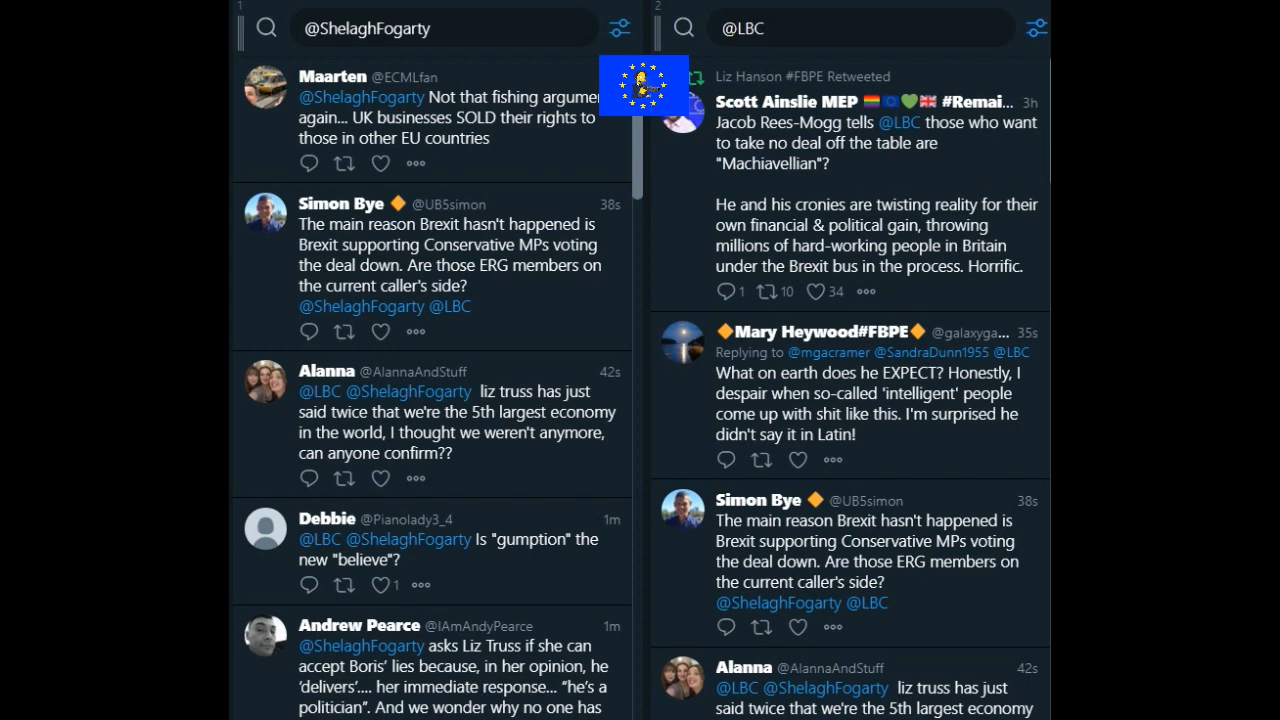 1
@ShelaghFogarty
Maarten @ECMLfan
@ShelaghFogarty Not that fishing argumen
again... UK businesses SOLD their rights to
those in other EU countries
Simon Bye 🔶 @UB5simon 38s
The main reason Brexit hasn't happened is
Brexit supporting Conservative MPs voting
the deal down. Are those ERG members on
the current caller's side?
@ShelaghFogarty @LBC
Alanna @AlannaAndStuff 42s
@LBC @ShelaghFogarty liz truss has just
said twice that we're the 5th largest economy
in the world, I thought we weren't anymore,
can anyone confirm??
Debbie @Pianolady3_4 1m
@LBC @ShelaghFogarty Is "gumption" the
new "believe"?
1
Andrew Pearce @IAmAndyPearce 1m
@ShelaghFogarty asks Liz Truss if she can
accept Boris’ lies because, in her opinion, he
‘delivers’.... her immediate response... “he’s a
politician”. And we wonder why no one has
2
@LBC
Liz Hanson #FBPE Retweeted
Scott Ainslie MEP 🏳️‍🌈🇪🇺💚🇬🇧 #Remai... 3h
Jacob Rees-Mogg tells @LBC those who want
to take no deal off the table are
"Machiavellian"?
He and his cronies are twisting reality for their
own financial & political gain, throwing
millions of hard-working people in Britain
under the Brexit bus in the process. Horrific.
1 10 34
🔶Mary Heywood#FBPE🔶 @galaxyga... 35s
Replying to @mgacramer @SandraDunn1955 @LBC
What on earth does he EXPECT? Honestly, I
despair when so-called 'intelligent' people
come up with shit like this. I'm surprised he
didn't say it in Latin!
Simon Bye 🔶 @UB5simon 38s
The main reason Brexit hasn't happened is
Brexit supporting Conservative MPs voting
the deal down. Are those ERG members on
the current caller's side?
@ShelaghFogarty @LBC
Alanna @AlannaAndStuff 42s
@LBC @ShelaghFogarty liz truss has just
said twice that we're the 5th largest economy